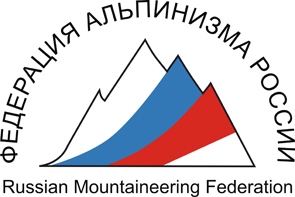 ФЕДЕРАЦИЯ АЛЬПИНИЗМА РОССИИ
Russian Mountaineering Federation